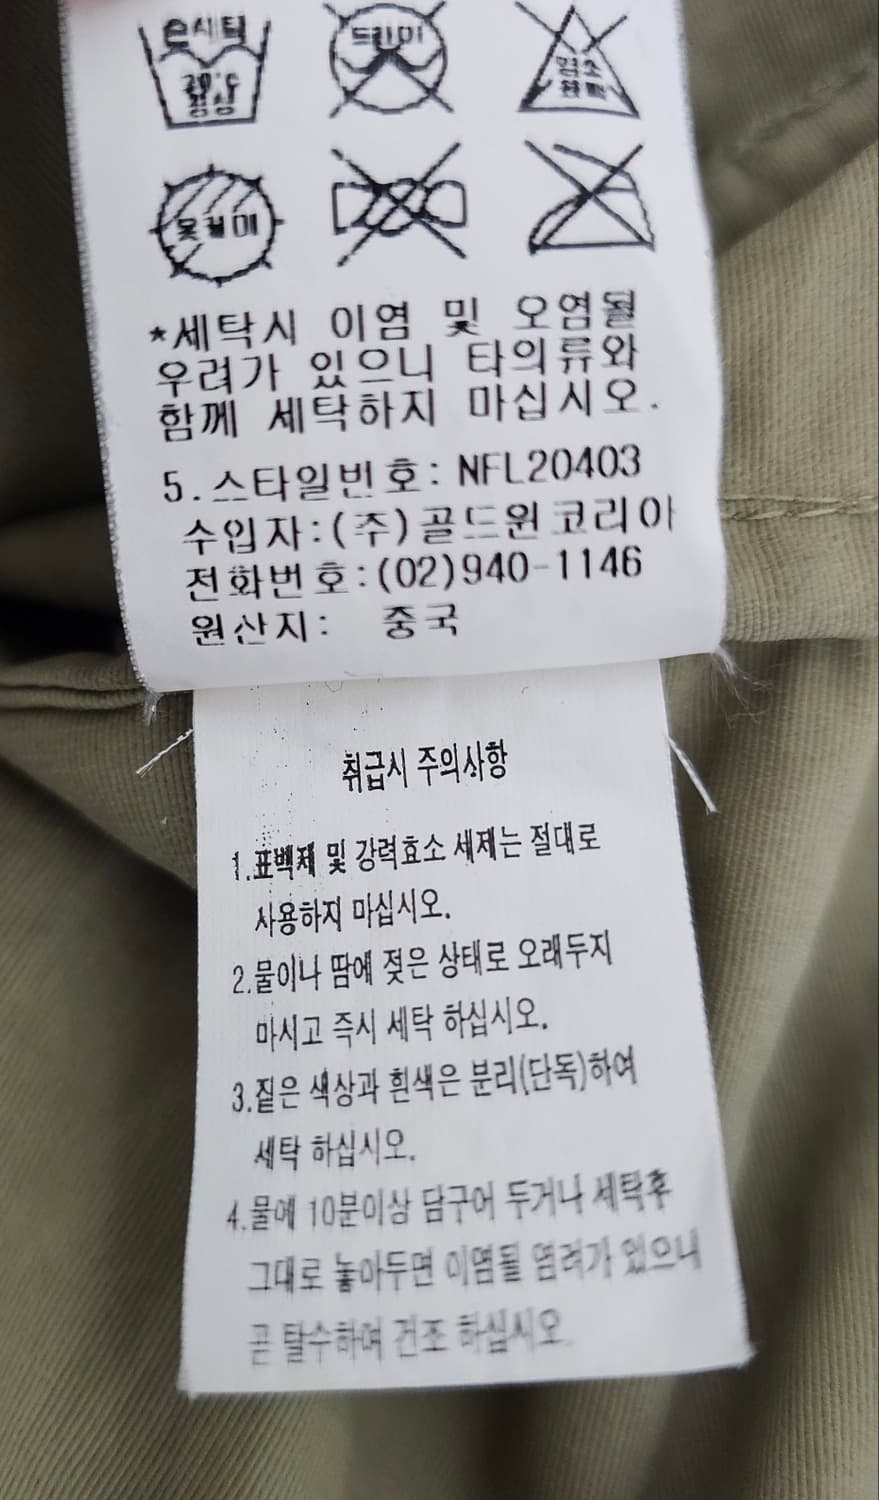 손세탁
30℃
중성
드라이
염소
표백
옷걸이
*세탁시 이염 및 오염될
우려가 있으니 타의류와
함께 세탁하지 마십시오.
5.스타일번호:NFL20403
수입자:(주)골드윈코리아
전화번호:(02)940-1146
원산지: 중국
취급시 주의사항
1.표백제 및 강력효소 세제는 절대로
사용하지 마십시오.
2.물이나 땀에 젖은 상태로 오래두지
마시고 즉시 세탁 하십시오.
3.짙은 색상과 흰색은 분리(단독)하여
세탁 하십시오.
4.물에 10분이상 담구어 두거나 세탁후
그대로 놓아두면 이염될 염려가 있으니
곧 탈수하여 건조 하십시오.